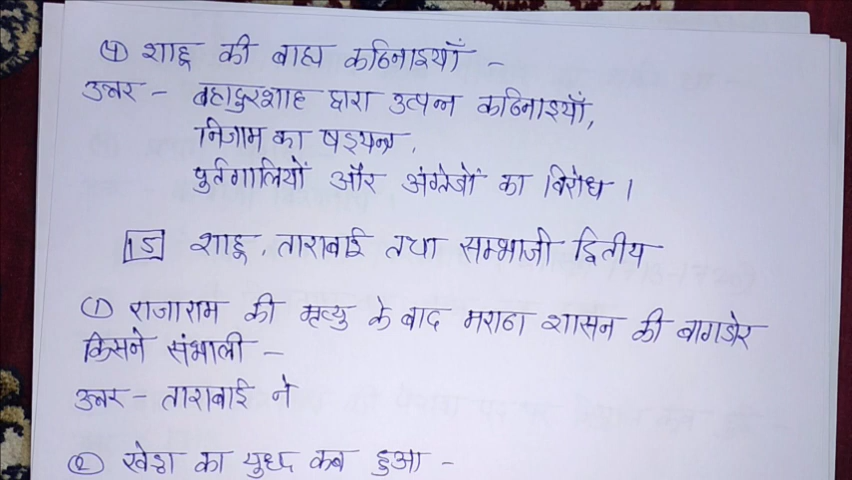 ④ शाहू की बाह्य कठिनाइयाँ -
उत्तर - बहादुरशाह द्वारा उत्पन्न कठिनाइयाँ,
निजाम का षड्यन्त्र,
पुर्तगालियों और अंग्रेजों का विरोध।
15 शाहू, ताराबाई तथा सम्भाजी द्वितीय
① राजाराम की मृत्यु के बाद मराठा शासन की बागडोर
किसने संभाली -
उत्तर - ताराबाई ने
② खेड़ा का युध्द कब हुआ -